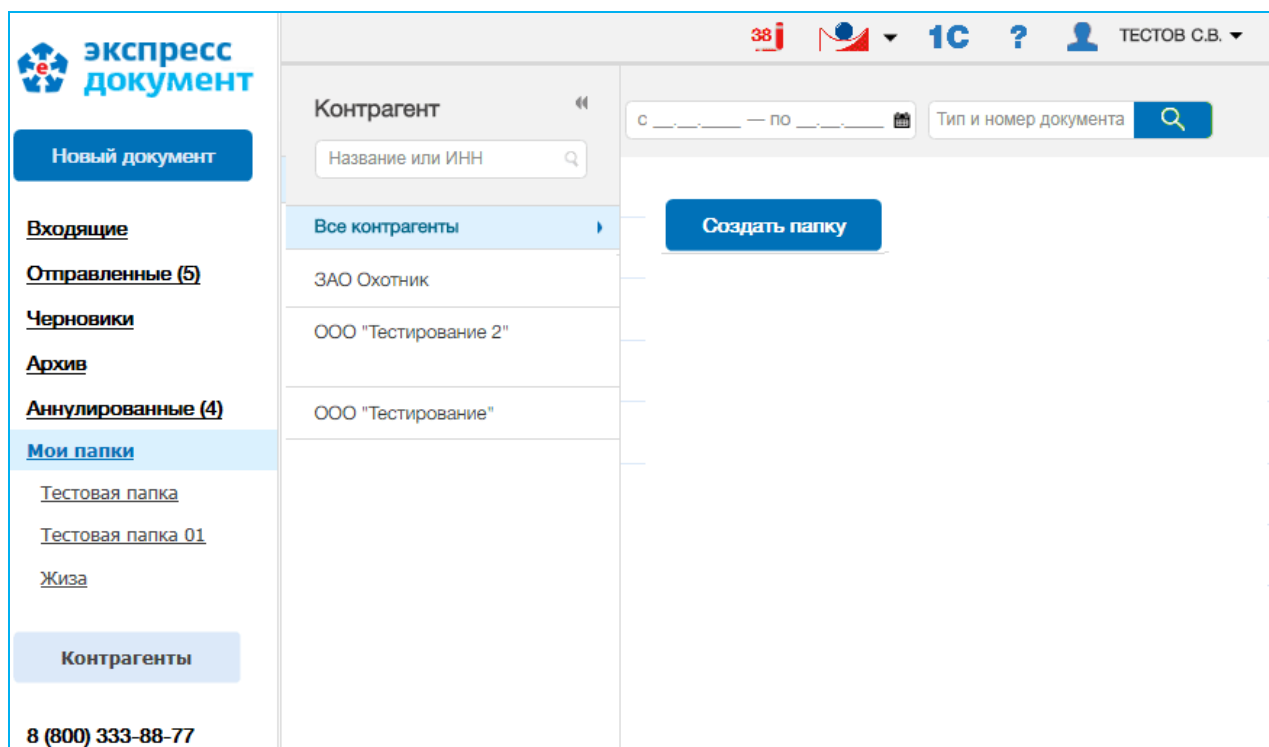 экспресс
документ
38
1С
?
ТЕСТОВ С.В.
Новый документ
Входящие
Отправленные (5)
Черновики
Архив
Аннулированные (4)
Мои папки
Тестовая папка
Тестовая папка 01
Жиза
Контрагенты
8 (800) 333-88-77
Контрагент
Название или ИНН
Все контрагенты
ЗАО Охотник
ООО "Тестирование 2"
ООО "Тестирование"
с __.__.____ — по __.__.____
Тип и номер документа
Создать папку